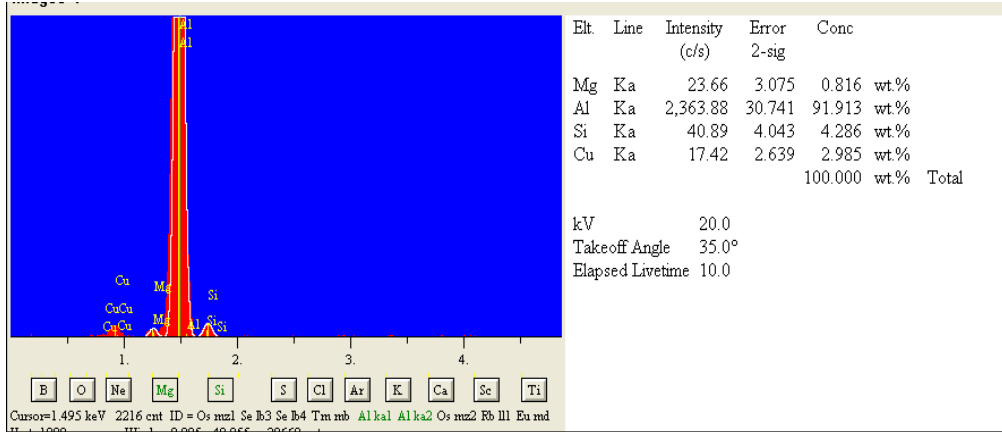 Al
Al
Cu
Mg
Si
CuCu
CuCu
Mg
Al
SiSi
1.
2.
3.
4.
B O Ne Mg Si S Cl Ar K Ca Sc Ti
Cursor=1.495 keV 2216 cnt ID = Os mz1 Se lb3 Se lb4 Tm mb Al ka1 Al ka2 Os mz2 Rb ll1 Eu md
Elt. Line Intensity Error Conc
(c/s) 2-sig
Mg Ka 23.66 3.075 0.816 wt.%
Al Ka 2,363.88 30.741 91.913 wt.%
Si Ka 40.89 4.043 4.286 wt.%
Cu Ka 17.42 2.639 2.985 wt.%
100.000 wt.% Total
kV 20.0
Takeoff Angle 35.0°
Elapsed Livetime 10.0